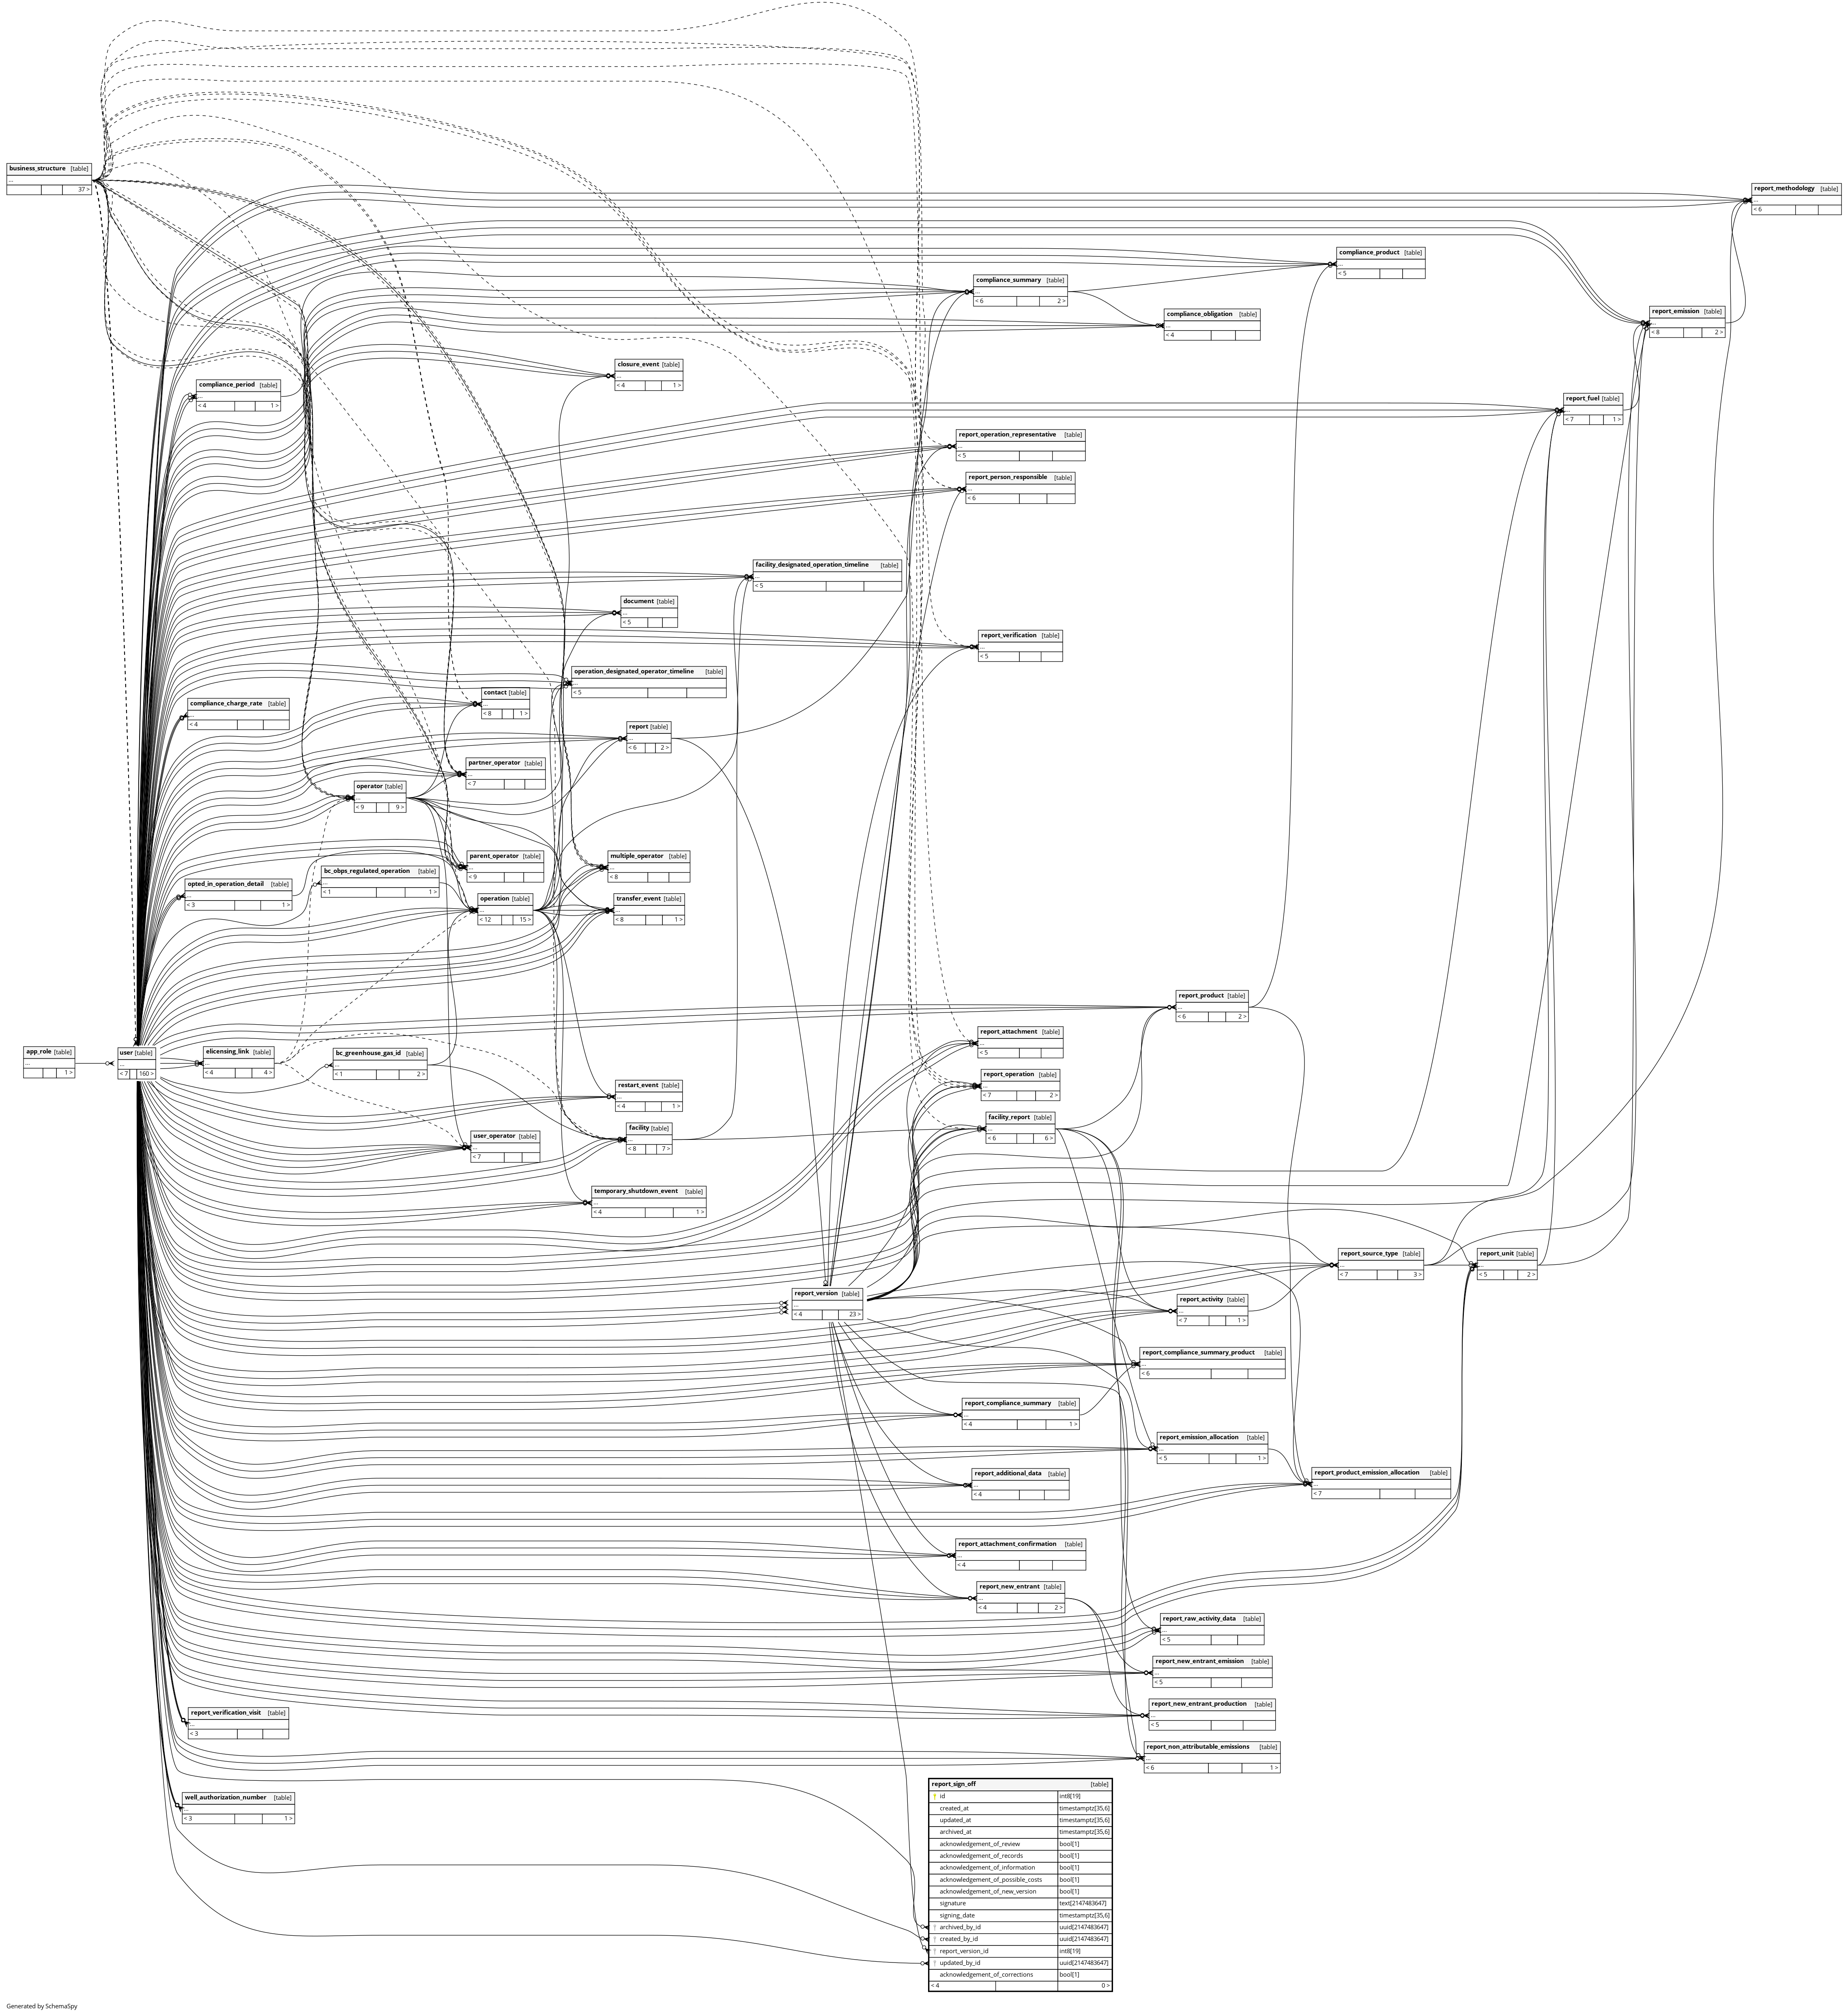 business_structure [table]
...
37 >
report_methodology [table]
...
< 6
compliance_product [table]
...
< 5
compliance_summary [table]
...
< 6 2 >
compliance_obligation [table]
...
< 4
report_emission [table]
...
< 8 2 >
closure_event [table]
...
< 4 1 >
compliance_period [table]
...
< 4 1 >
report_fuel [table]
...
< 7 1 >
report_operation_representative [table]
...
< 5
report_person_responsible [table]
...
< 6
facility_designated_operation_timeline [table]
...
< 5
document [table]
...
< 5
report_verification [table]
...
< 5
operation_designated_operator_timeline [table]
...
< 5
contact [table]
...
< 8 1 >
compliance_charge_rate [table]
...
< 4
report [table]
...
< 6 2 >
partner_operator [table]
...
< 7
operator [table]
...
< 9 9 >
parent_operator [table]
...
< 9
multiple_operator [table]
...
< 8
bc_obps_regulated_operation [table]
...
< 1 1 >
opted_in_operation_detail [table]
...
< 3 1 >
operation [table]
...
< 12 15 >
transfer_event [table]
...
< 8 1 >
report_product [table]
...
< 6 2 >
report_attachment [table]
...
< 5
app_role [table]
...
1 >
user [table]
...
< 7 160 >
elicensing_link [table]
...
< 4 4 >
bc_greenhouse_gas_id [table]
...
< 1 2 >
report_operation [table]
...
< 7 2 >
restart_event [table]
...
< 4 1 >
facility_report [table]
...
< 6 6 >
facility [table]
...
< 8 7 >
user_operator [table]
...
< 7
temporary_shutdown_event [table]
...
< 4 1 >
report_source_type [table]
...
< 7 3 >
report_unit [table]
...
< 5 2 >
report_version [table]
...
< 4 23 >
report_activity [table]
...
< 7 1 >
report_compliance_summary_product [table]
...
< 6
report_compliance_summary [table]
...
< 4 1 >
report_emission_allocation [table]
...
< 5 1 >
report_additional_data [table]
...
< 4
report_product_emission_allocation [table]
...
< 7
report_attachment_confirmation [table]
...
< 4
report_new_entrant [table]
...
< 4 2 >
report_raw_activity_data [table]
...
< 5
report_new_entrant_emission [table]
...
< 5
report_new_entrant_production [table]
...
< 5
report_verification_visit [table]
...
< 3
report_non_attributable_emissions [table]
...
< 6 1 >
well_authorization_number [table]
...
< 3 1 >
report_sign_off [table]
id int8[19]
created_at timestamptz[35,6]
updated_at timestamptz[35,6]
archived_at timestamptz[35,6]
acknowledgement_of_review bool[1]
acknowledgement_of_records bool[1]
acknowledgement_of_information bool[1]
acknowledgement_of_possible_costs bool[1]
acknowledgement_of_new_version bool[1]
signature text[2147483647]
signing_date timestamptz[35,6]
archived_by_id uuid[2147483647]
created_by_id uuid[2147483647]
report_version_id int8[19]
updated_by_id uuid[2147483647]
acknowledgement_of_corrections bool[1]
< 4 0 >
Generated by SchemaSpy